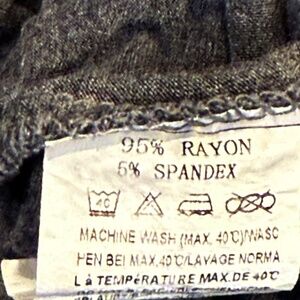 95% RAYON
5% SPANDEX
40
MACHINE WASH (MAX. 40℃)/WASC
HEN BEI MAX.40℃/LAVAGE NORMA
L à TEMPéRATURE MAX.DE 40℃